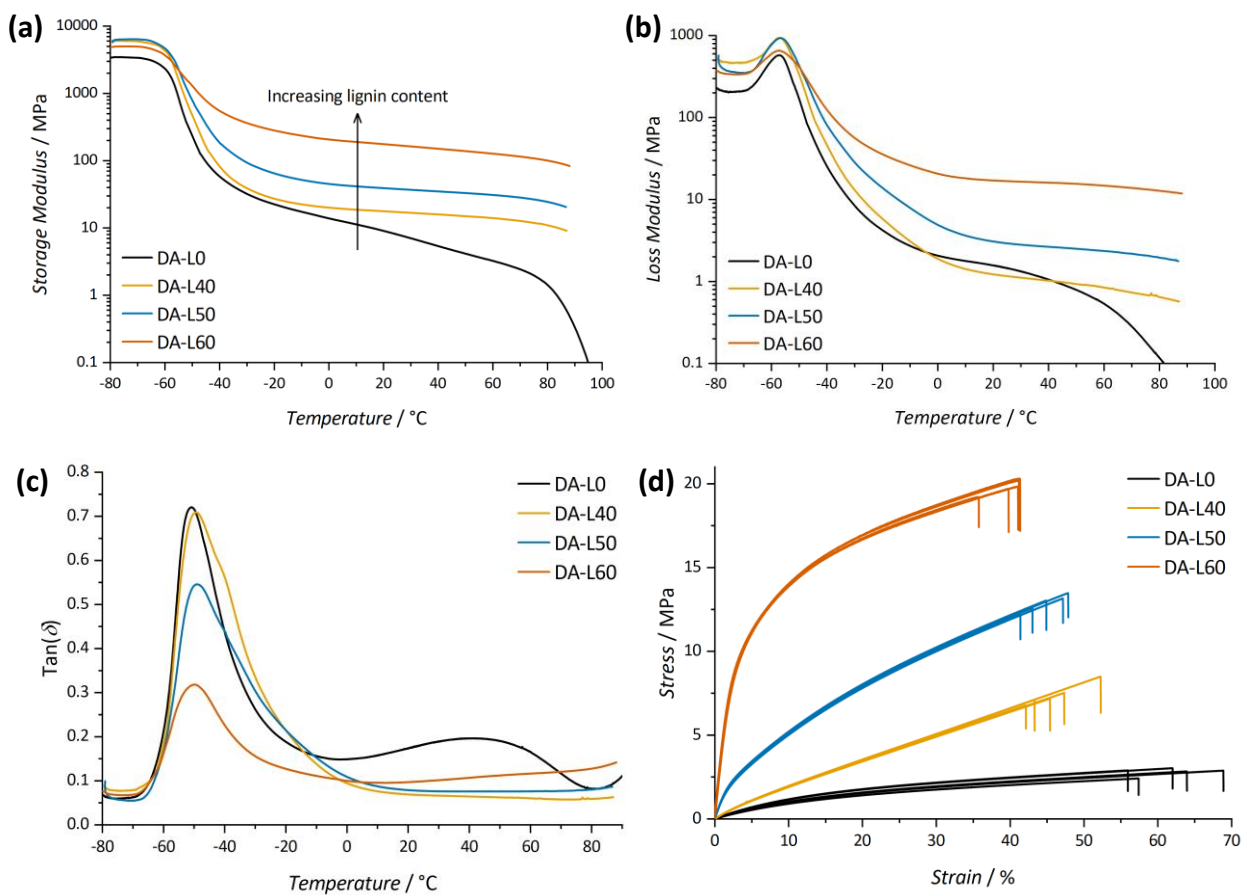 (a)
10000
1000
100
10
1
0.1
Storage Modulus / MPa
Increasing lignin content
DA-L0
DA-L40
DA-L50
DA-L60
-80 -60 -40 -20 0 20 40 60 80 100
Temperature / °C
(b)
1000
100
10
1
0.1
Loss Modulus / MPa
DA-L0
DA-L40
DA-L50
DA-L60
-80 -60 -40 -20 0 20 40 60 80 100
Temperature / °C
(c)
0.8
0.7
0.6
0.5
0.4
0.3
0.2
0.1
0.0
Tan(δ)
DA-L0
DA-L40
DA-L50
DA-L60
-80 -60 -40 -20 0 20 40 60 80
Temperature / °C
(d)
20
15
10
5
0
Stress / MPa
DA-L0
DA-L40
DA-L50
DA-L60
0 10 20 30 40 50 60 70
Strain / %